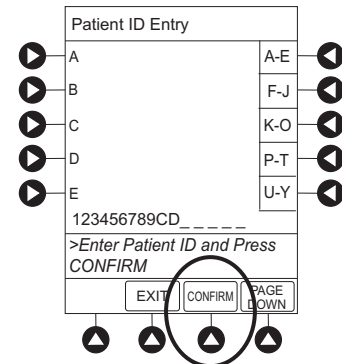 Patient ID Entry
A A-E
B F-J
C K-O
D P-T
E U-Y
123456789CD_ _ _ _ _
>Enter Patient ID and Press
CONFIRM
EXIT CONFIRM PAGE
DOWN